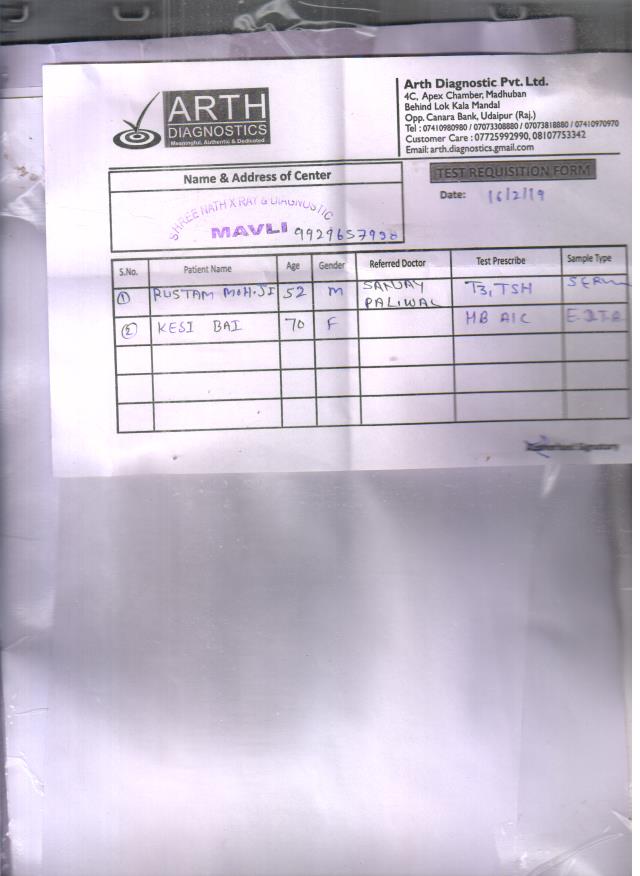 ARTH
DIAGNOSTICS
Meaningful, Authentic & Dedicated
Arth Diagnostic Pvt. Ltd.
4C, Apex Chamber, Madhuban
Behind Lok Kala Mandal
Opp. Canara Bank, Udaipur (Raj.)
Tel : 07410980980 / 07073308880 / 07073818880 / 07410970970
Customer Care : 07725992990, 08107753342
Email: arth.diagnostics.gmail.com
TEST REQUISITION FORM
Date: 16/2/19
Name & Address of Center
SHREE NATH X RAY & DIAGNOSTIC
MAVLI 9929657998
S.No. Patient Name Age Gender Referred Doctor Test Prescribe Sample Type
1 RUSTAM MOH.JI 52 M SANJAY PALIWAL T3, TSH SERUM
2 KESI BAI 70 F HB A1C E.D.T.A
Signatory